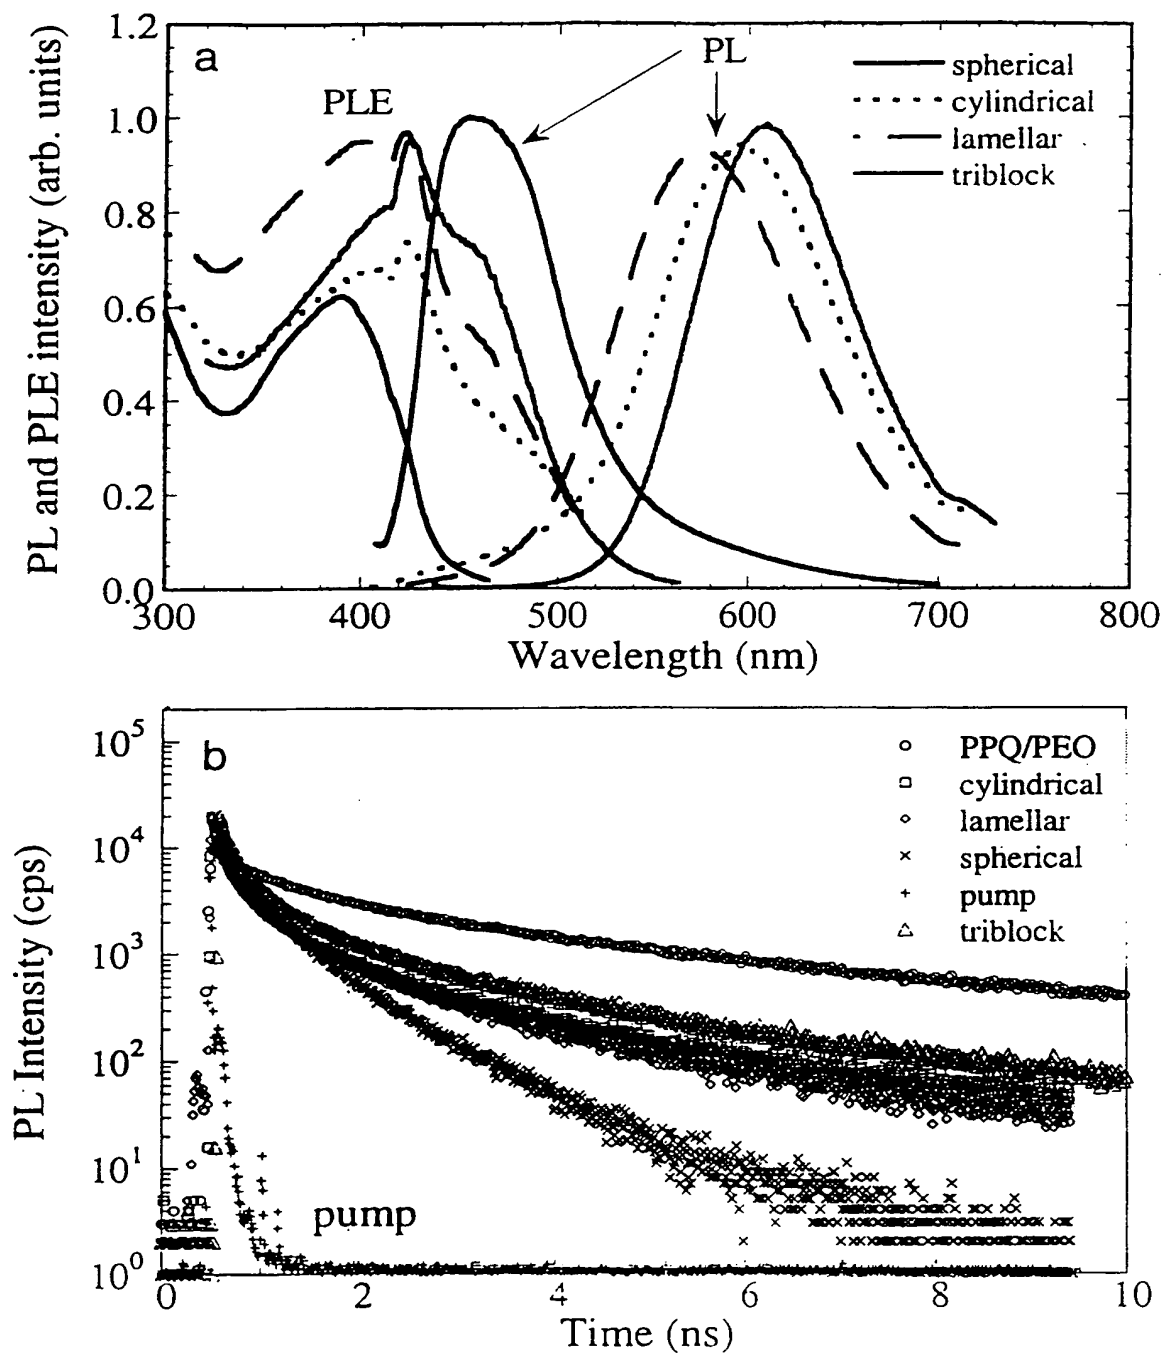 a
PL
PLE
spherical
cylindrical
lamellar
triblock
PL and PLE intensity (arb. units)
1.2
1.0
0.8
0.6
0.4
0.2
0.0
300 400 500 600 700 800
Wavelength (nm)
b
PPQ/PEO
cylindrical
lamellar
spherical
pump
triblock
PL Intensity (cps)
10^5
10^4
10^3
10^2
10^1
10^0
pump
0 2 4 6 8 10
Time (ns)